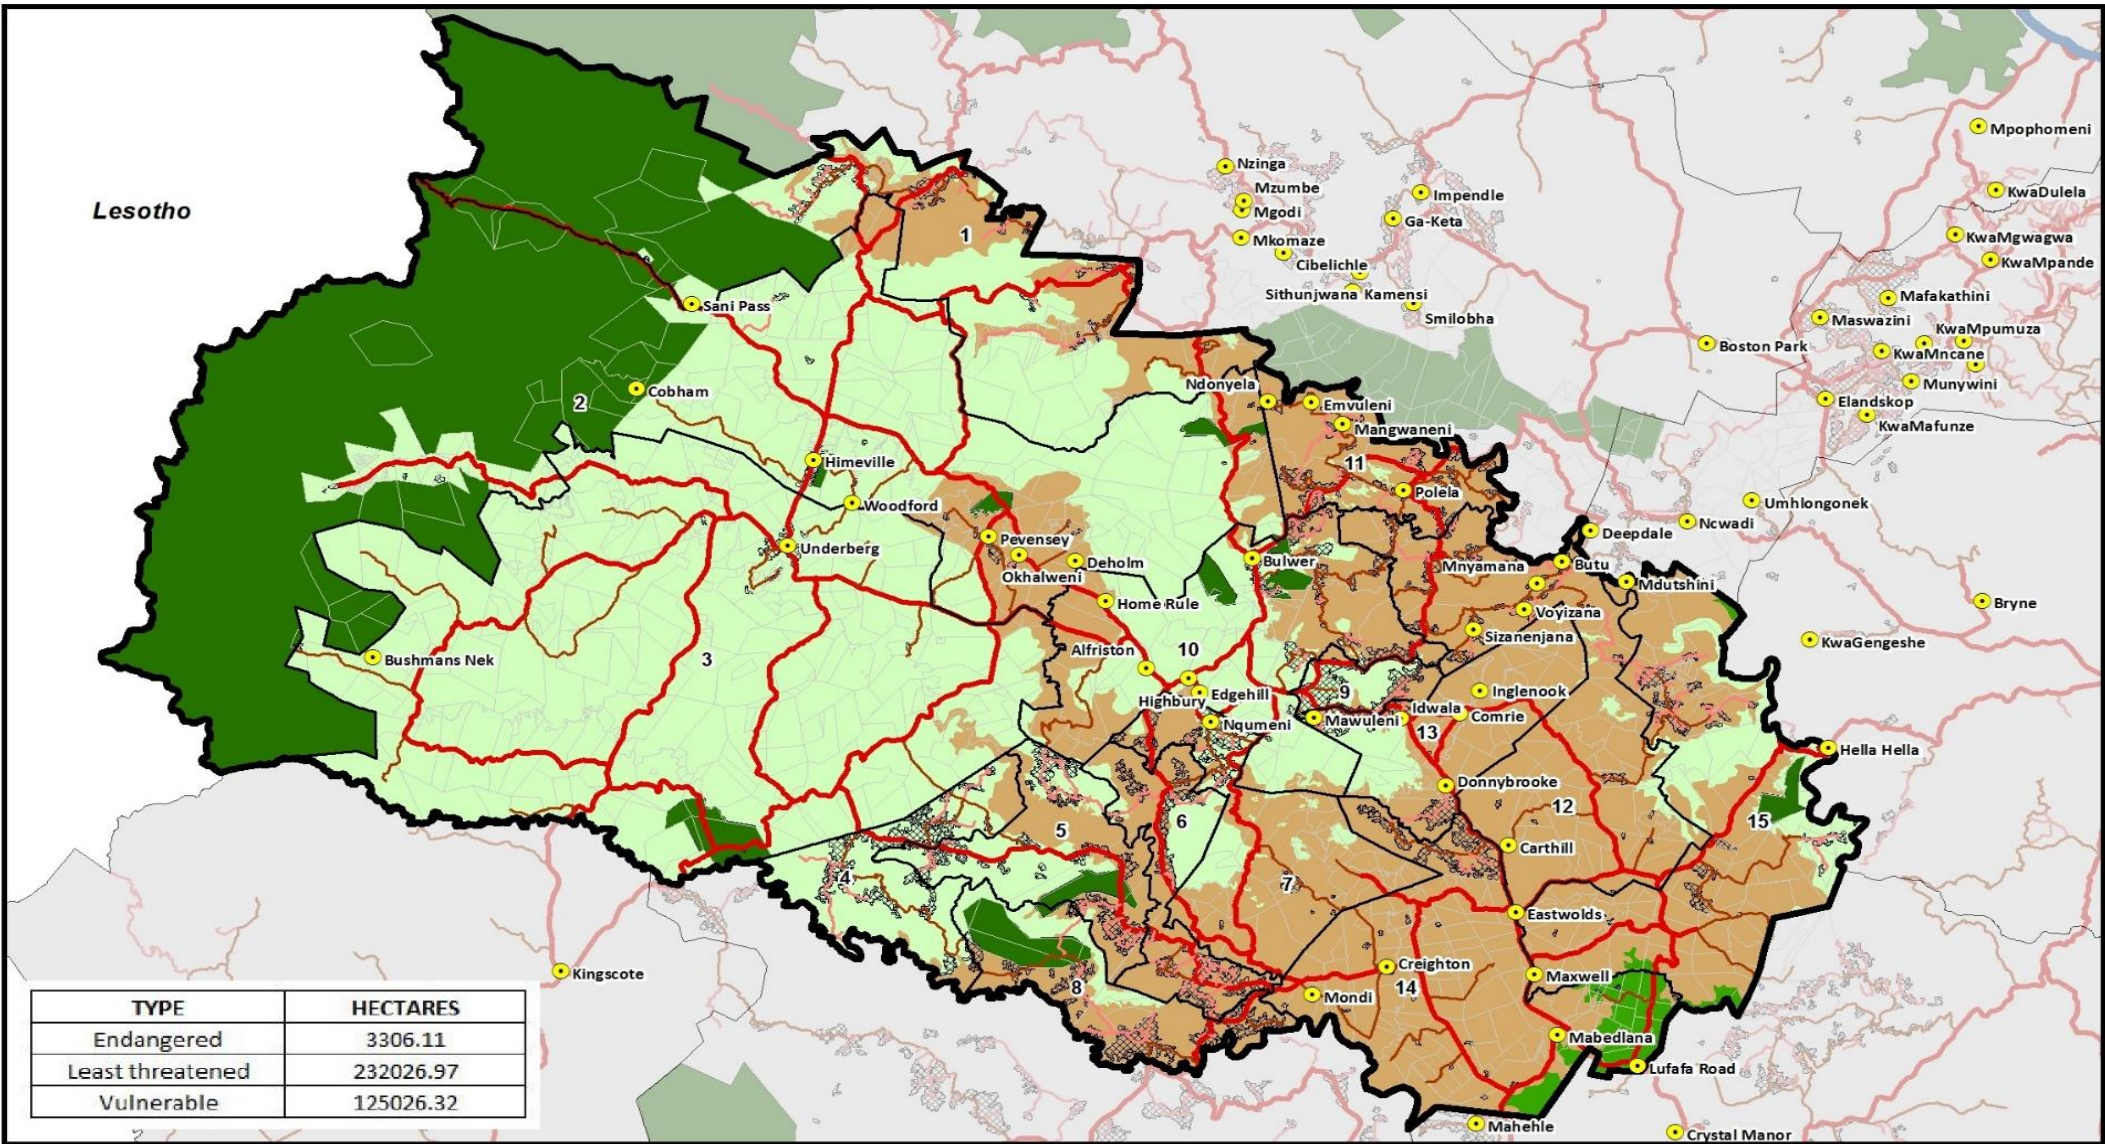 Lesotho
Mpophomeni
Nzinga
Mzumbe
Mgodi
Impendle
KwaDulela
Ga-Keta
1
KwaMgwagwa
Mkomaze
KwaMpande
Cibelichle
Sithunjwana Kamensi
Mafakathini
Sani Pass
Smilobha
Maswazini
KwaMpumuza
Boston Park
KwaMncane
Ndonyela
Munywini
Cobham
2
Emvuleni
Elandskop
Mangwaneni
KwaMafunze
Himeville
11
Polela
Woodford
Umhlongonek
Ncwadi
Deepdale
Pevensey
Underberg
Deholm
Bulwer
Mnyamana
Butu
Okhalweni
Mdutshini
Home Rule
Voyizana
Bryne
Sizanenjana
KwaGengeshe
Alfriston
10
Bushmans Nek
3
9
Inglenook
Edgehill
Highbury
Idwala
Nqumeni
Mawuleni
Comrie
13
Hella Hella
Donnybrooke
12
5
6
15
Carthill
4
7
Eastwolds
Creighton
Kingscote
Maxwell
8
14
Mondi
TYPE HECTARES
Endangered 3306.11
Least threatened 232026.97
Vulnerable 125026.32
Mabedlana
Lufafa Road
Mahehle
Crystal Manor